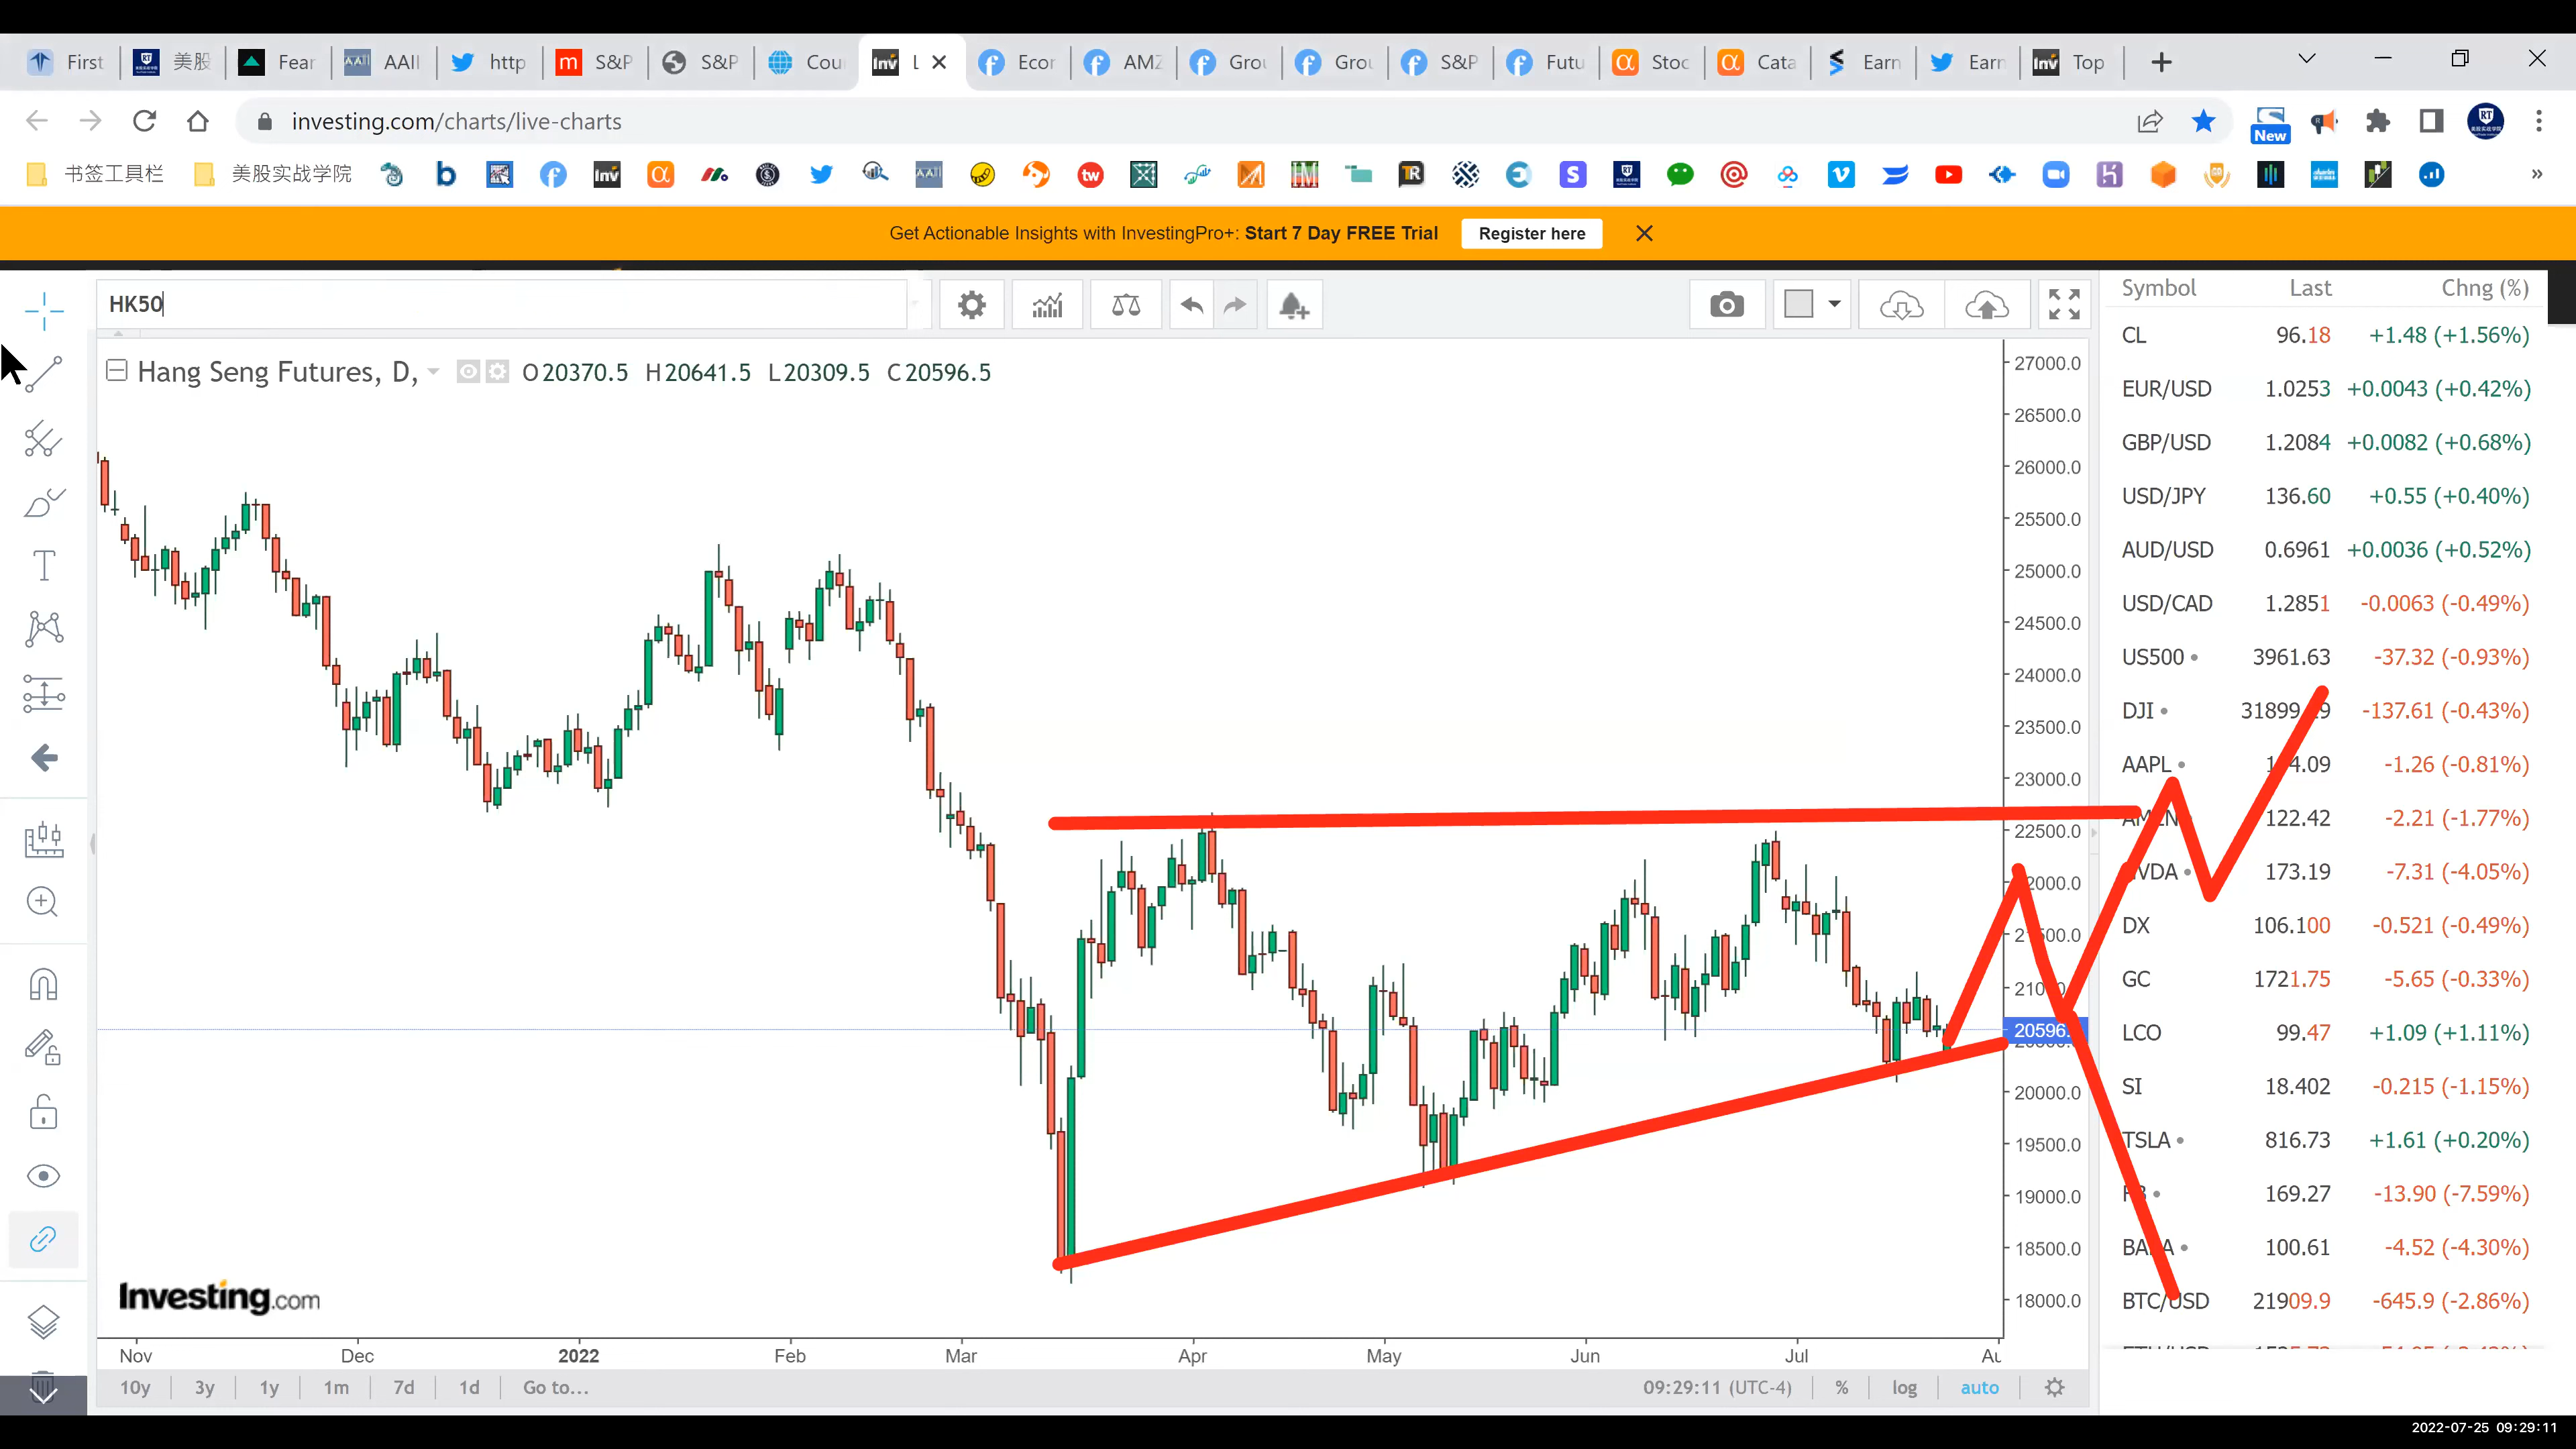 First 美股 Fear AAII http S&P S&P Cou L Ecor AMZ Grou Grou S&P Futu Stoc Cata Earn Earn Top
investing.com/charts/live-charts
New
书签工具栏 美股实战学院
Get Actionable Insights with InvestingPro+: Start 7 Day FREE Trial Register here
HK50
Symbol Last Chng (%)
Hang Seng Futures, D, O20370.5 H20641.5 L20309.5 C20596.5
CL 96.18 +1.48 (+1.56%)
EUR/USD 1.0253 +0.0043 (+0.42%)
GBP/USD 1.2084 +0.0082 (+0.68%)
USD/JPY 136.60 +0.55 (+0.40%)
AUD/USD 0.6961 +0.0036 (+0.52%)
USD/CAD 1.2851 -0.0063 (-0.49%)
US500 3961.63 -37.32 (-0.93%)
DJI -137.61 (-0.43%)
AAPL -1.26 (-0.81%)
122.42 -2.21 (-1.77%)
173.19 -7.31 (-4.05%)
DX 106.100 -0.521 (-0.49%)
GC 1721.75 -5.65 (-0.33%)
LCO 99.47 +1.09 (+1.11%)
SI 18.402 -0.215 (-1.15%)
TSLA 816.73 +1.61 (+0.20%)
169.27 -13.90 (-7.59%)
100.61 -4.52 (-4.30%)
BTC/USD 21909.9 -645.9 (-2.86%)
27000.0
26500.0
26000.0
25500.0
25000.0
24500.0
24000.0
23500.0
23000.0
22500.0
20596.
20000.0
19500.0
19000.0
18500.0
18000.0
Investing.com
Nov Dec 2022 Feb Mar Apr May Jun Jul Au
10y 3y 1y 1m 7d 1d Go to... 09:29:11 (UTC-4) % log auto
2022-07-25 09:29:11